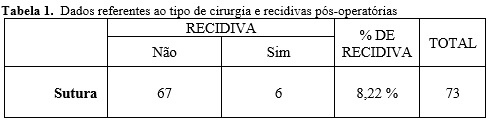 Tabela 1. Dados referentes ao tipo de cirurgia e recidivas pós-operatórias
RECIDIVA % DE RECIDIVA TOTAL
Não Sim
Sutura 67 6 8,22 % 73